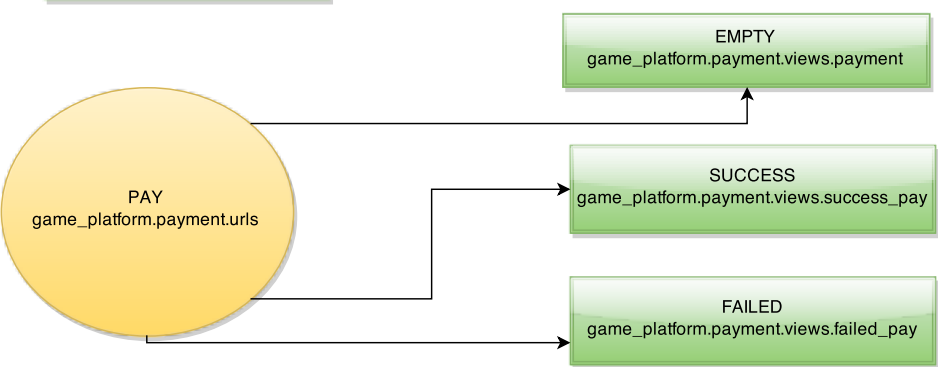 EMPTY
game_platform.payment.views.payment
PAY
game_platform.payment.urls
SUCCESS
game_platform.payment.views.success_pay
FAILED
game_platform.payment.views.failed_pay